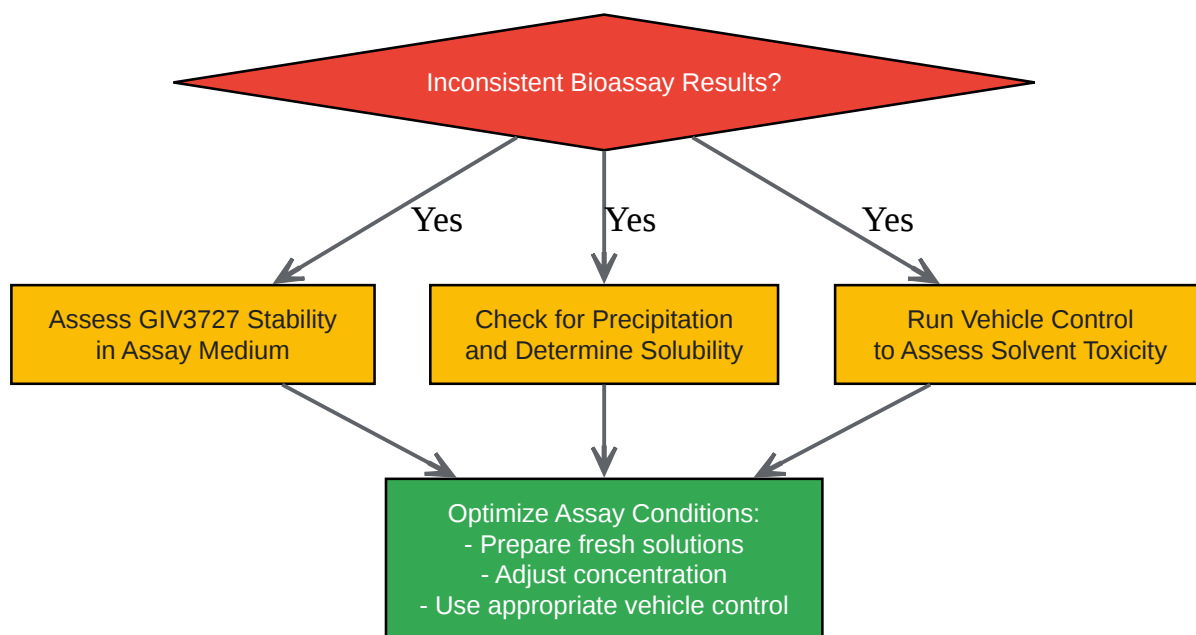 Inconsistent Bioassay Results?
Yes
Yes
Yes
Assess GIV3727 Stability
in Assay Medium
Check for Precipitation
and Determine Solubility
Run Vehicle Control
to Assess Solvent Toxicity
Optimize Assay Conditions:
- Prepare fresh solutions
- Adjust concentration
- Use appropriate vehicle control